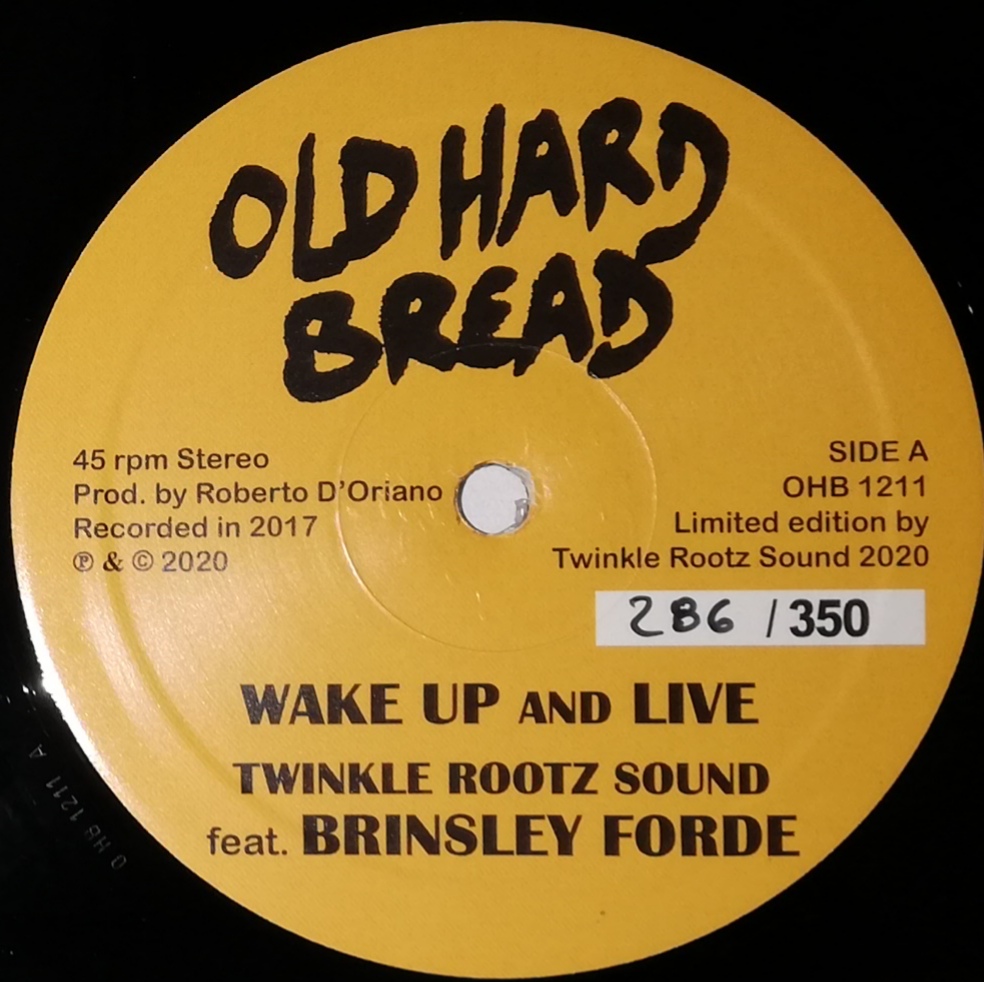 OLD HARD
BREAD
45 rpm Stereo
Prod. by Roberto D'Oriano
Recorded in 2017
℗ & © 2020
SIDE A
OHB 1211
Limited edition by
Twinkle Rootz Sound 2020
286 / 350
WAKE UP AND LIVE
TWINKLE ROOTZ SOUND
feat. BRINSLEY FORDE
OHB 1211 A